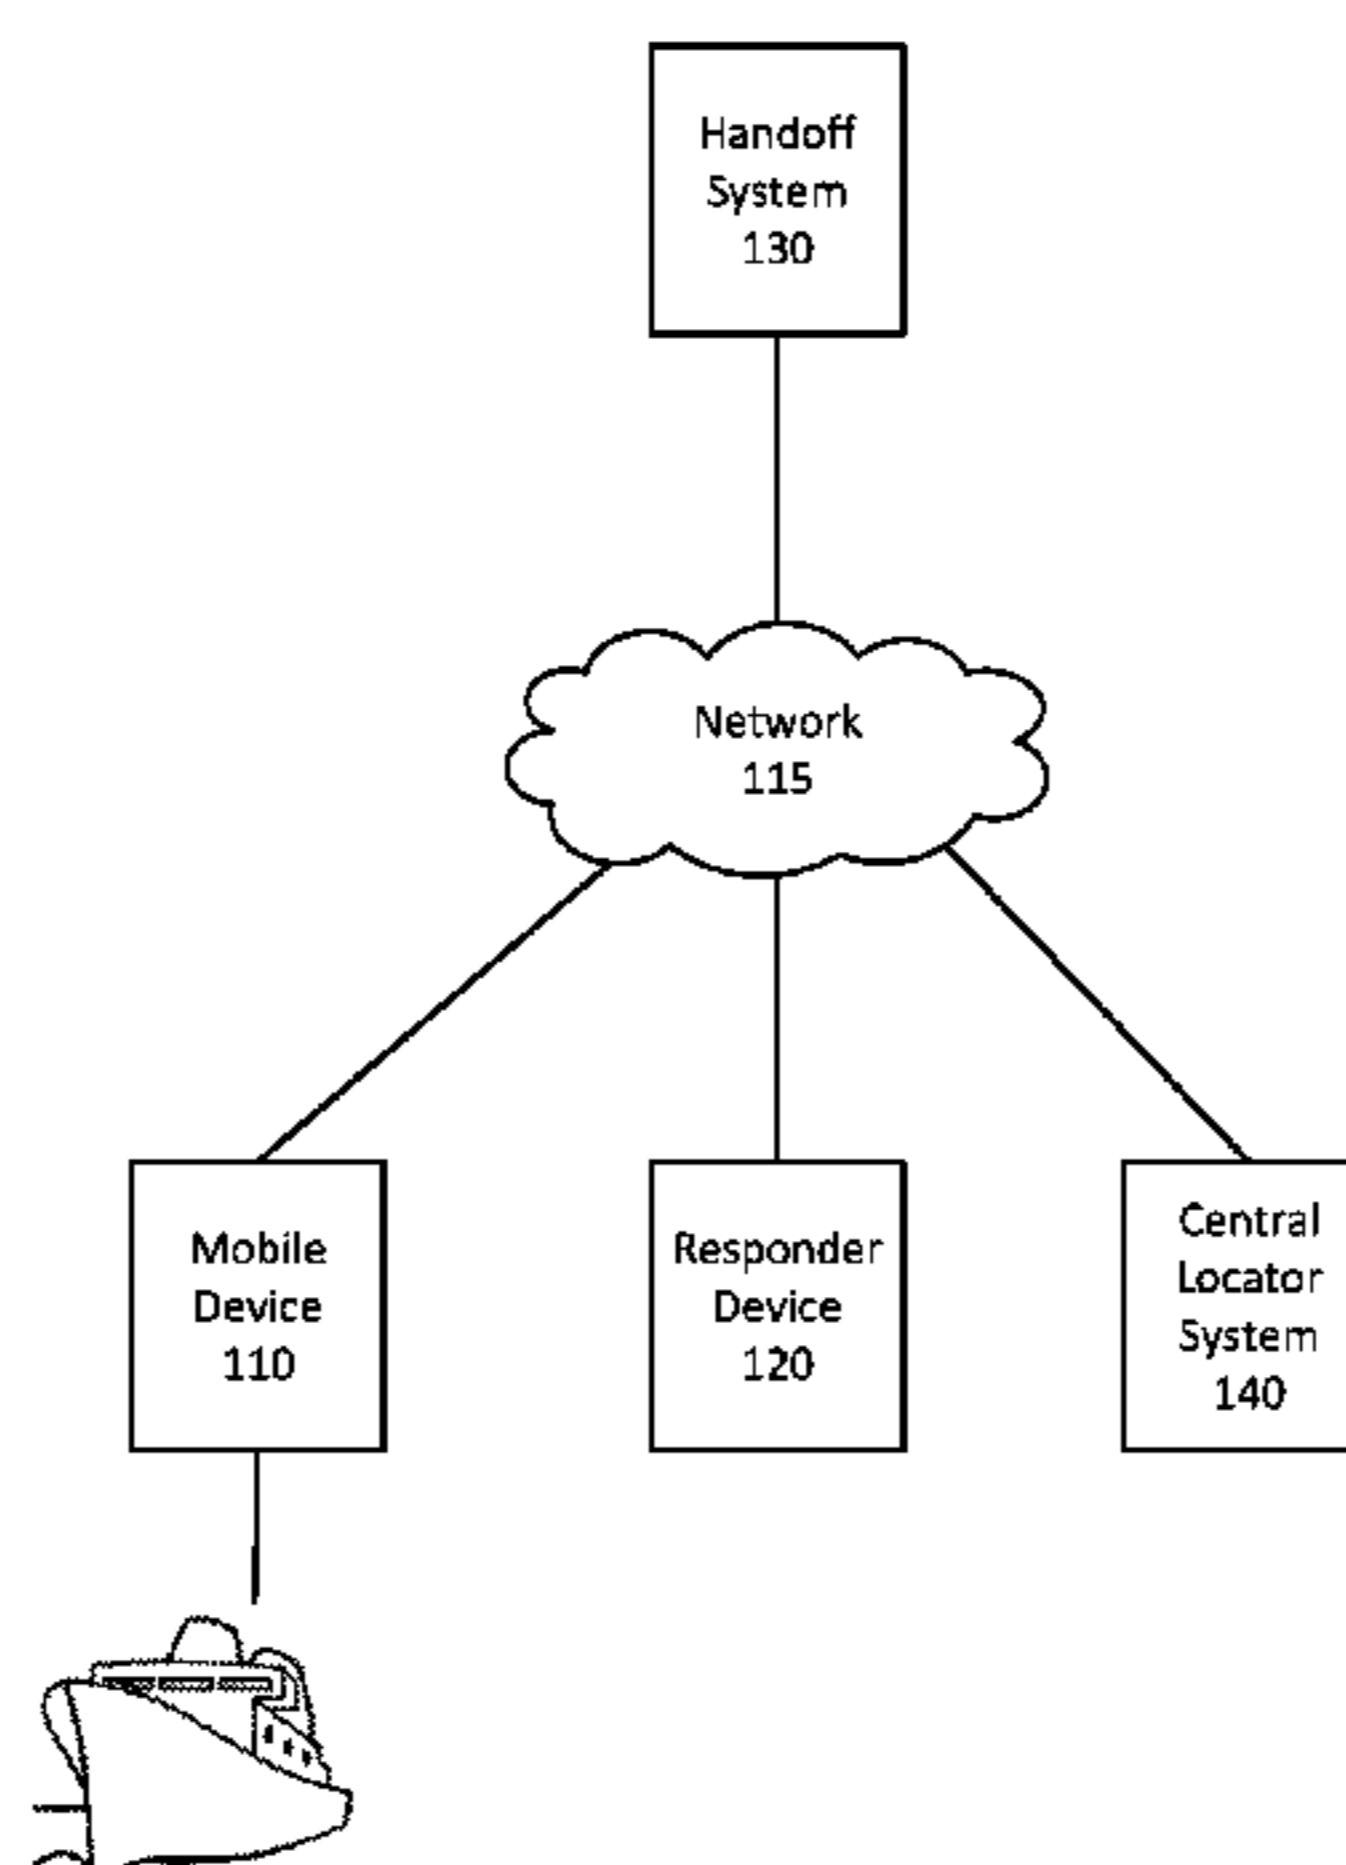 Handoff
System
130
Network
115
Mobile
Device
110
Responder
Device
120
Central
Locator
System
140